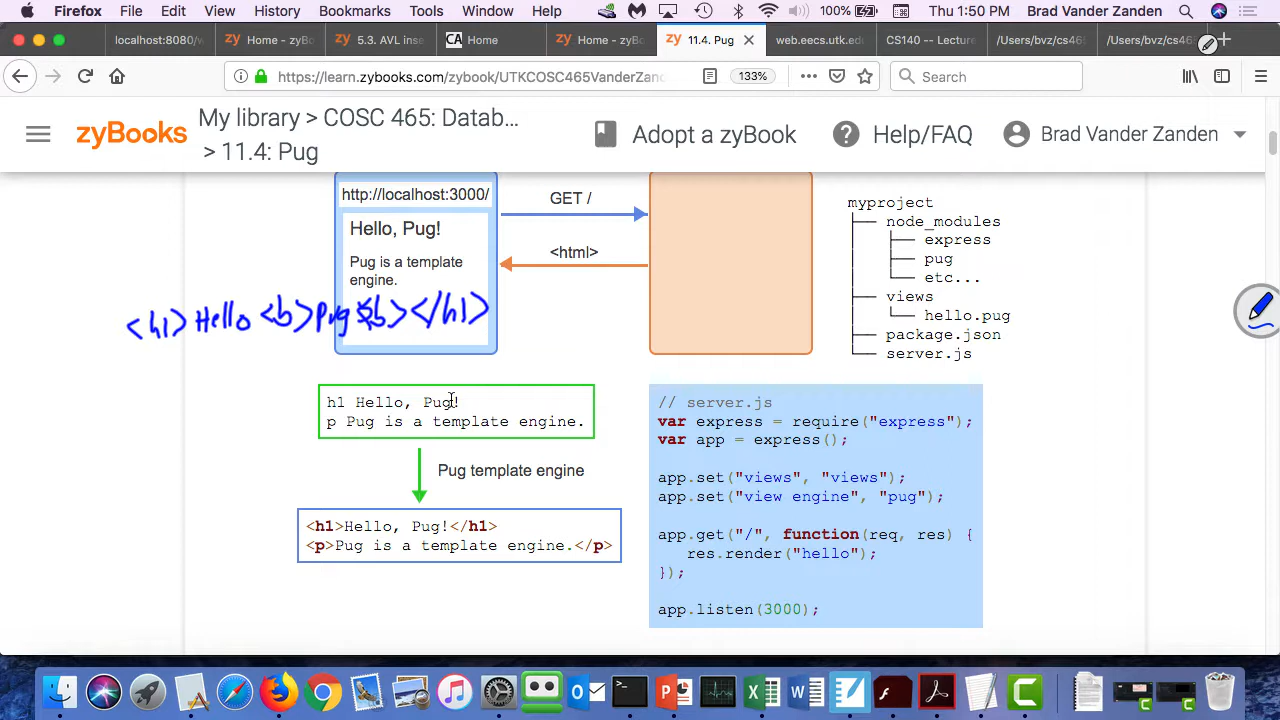 Firefox File Edit View History Bookmarks Tools Window Help 100% Thu 1:50 PM Brad Vander Zanden
localhost:8080/w zy Home - zyBo zy 5.3. AVL inse CA Home zy Home - zyBo zy 11.4. Pug web.eecs.utk.ed CS140 -- Lecture /Users/bvz/cs46 /Users/bvz/cs46
https://learn.zybooks.com/zybook/UTKCOSC465VanderZand 133% Search
zyBooks
My library > COSC 465: Datab...
> 11.4: Pug
Adopt a zyBook Help/FAQ Brad Vander Zanden
http://localhost:3000/
Hello, Pug!
Pug is a template
engine.
GET /
<html>
myproject
node_modules
express
pug
etc...
views
hello.pug
package.json
server.js
<h1>Hello <b>Pug </b></h1>
h1 Hello, Pug!
p Pug is a template engine.
Pug template engine
<h1>Hello, Pug!</h1>
<p>Pug is a template engine.</p>
// server.js
var express = require("express");
var app = express();
app.set("views", "views");
app.set("view engine", "pug");
app.get("/", function(req, res) {
res.render("hello");
});
app.listen(3000);